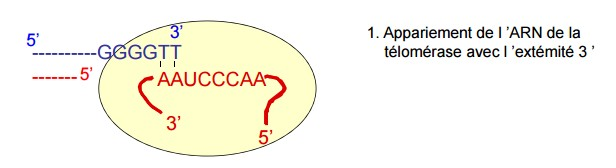 5’
3’
1. Appariement de l ’ARN de la
télomérase avec l ’extémité 3 ’
----------GGGGTT
------- 5’
AAUCCCAA
3’
5’